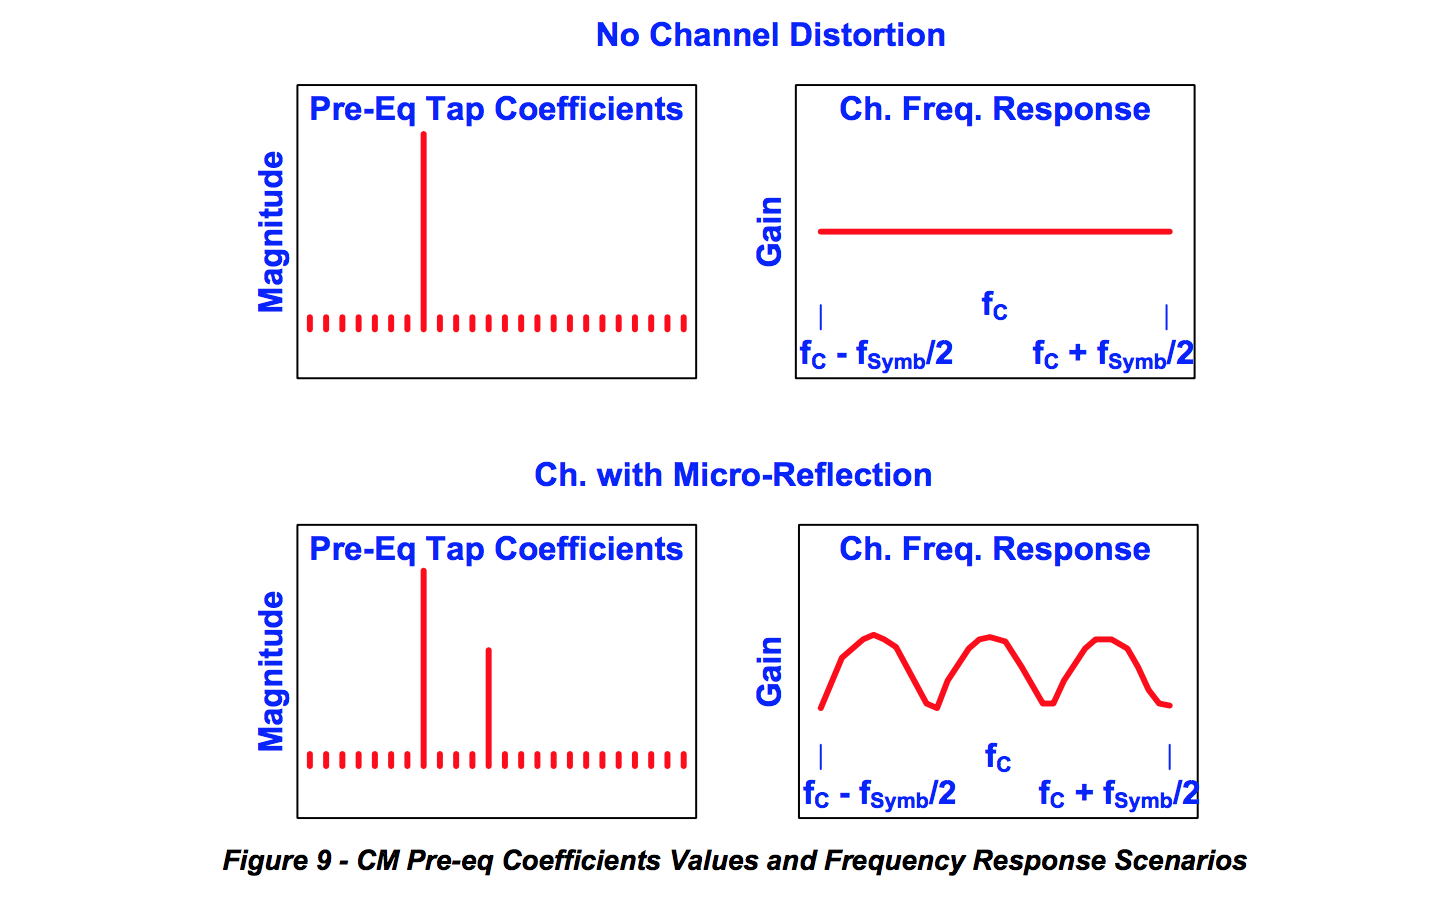 No Channel Distortion
Pre-Eq Tap Coefficients
Magnitude
Ch. Freq. Response
Gain
fC
fC - fSymb/2
fC + fSymb/2
Ch. with Micro-Reflection
Pre-Eq Tap Coefficients
Magnitude
Ch. Freq. Response
Gain
fC
fC - fSymb/2
fC + fSymb/2
Figure 9 - CM Pre-eq Coefficients Values and Frequency Response Scenarios